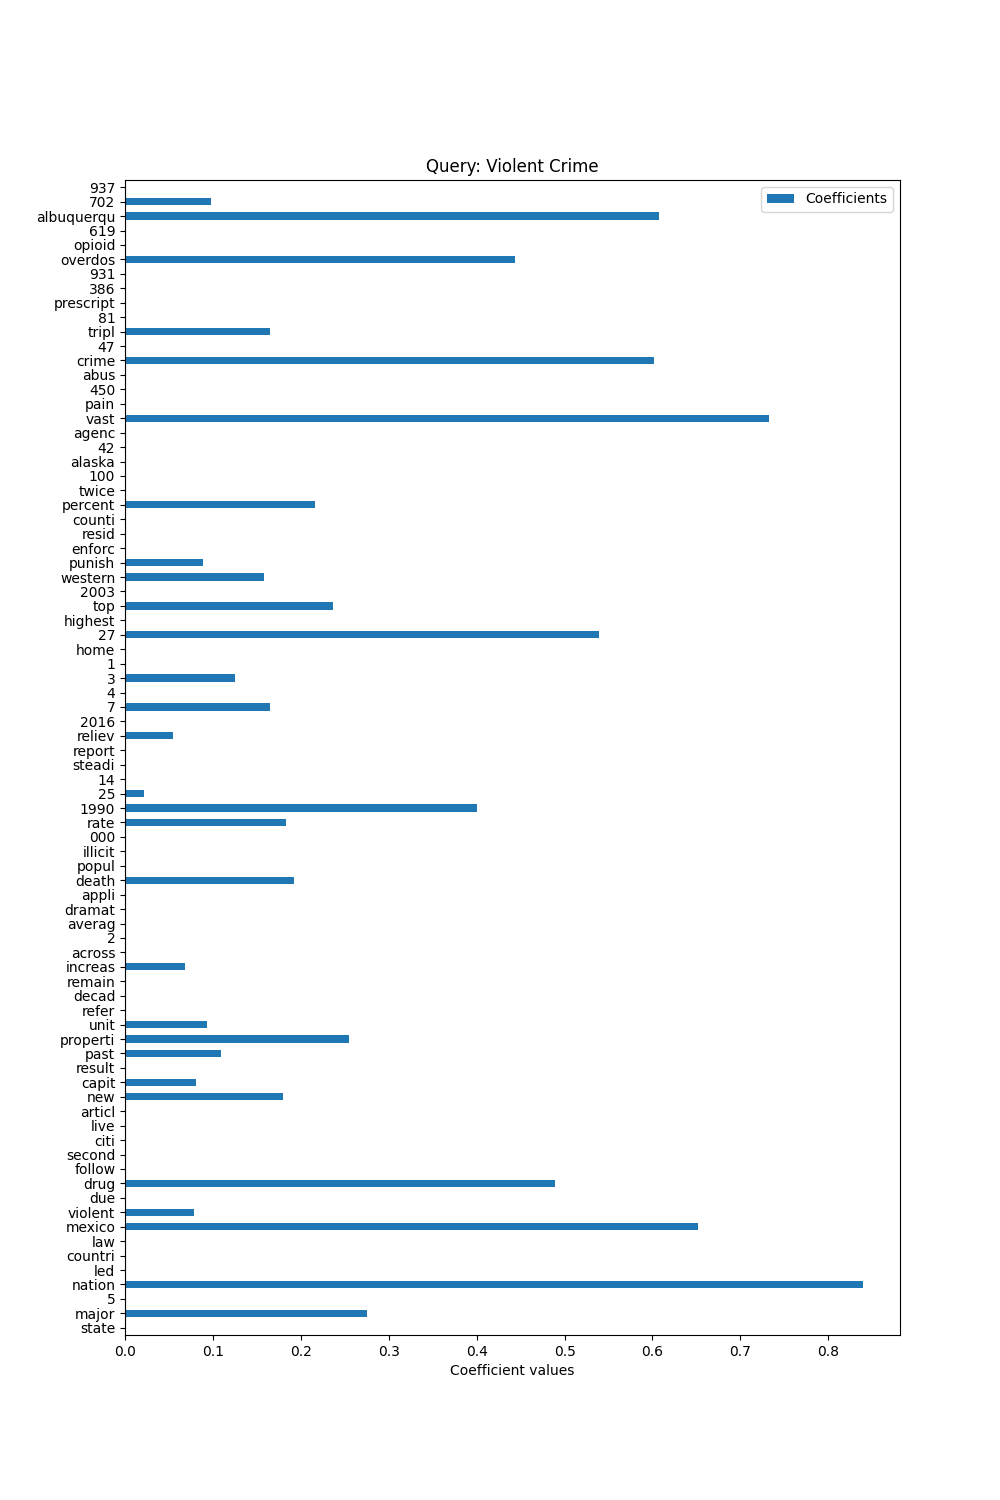 Query: Violent Crime
Coefficients
937
702
albuquerqu
619
opioid
overdos
931
386
prescript
81
tripl
47
crime
abus
450
pain
vast
agenc
42
alaska
100
twice
percent
counti
resid
enforc
punish
western
2003
top
highest
27
home
1
3
4
7
2016
reliev
report
steadi
14
25
1990
rate
000
illicit
popul
death
appli
dramat
averag
2
across
increas
remain
decad
refer
unit
properti
past
result
capit
new
articl
live
citi
second
follow
drug
due
violent
mexico
law
countri
led
nation
5
major
state
0.0 0.1 0.2 0.3 0.4 0.5 0.6 0.7 0.8
Coefficient values